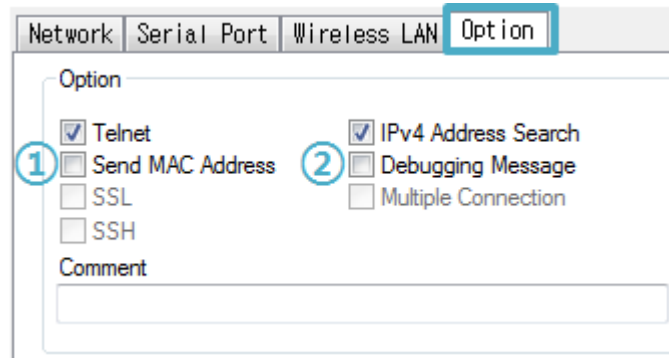 Network Serial Port Wireless LAN Option
Option
Telnet IPv4 Address Search
① Send MAC Address ② Debugging Message
SSL Multiple Connection
SSH
Comment